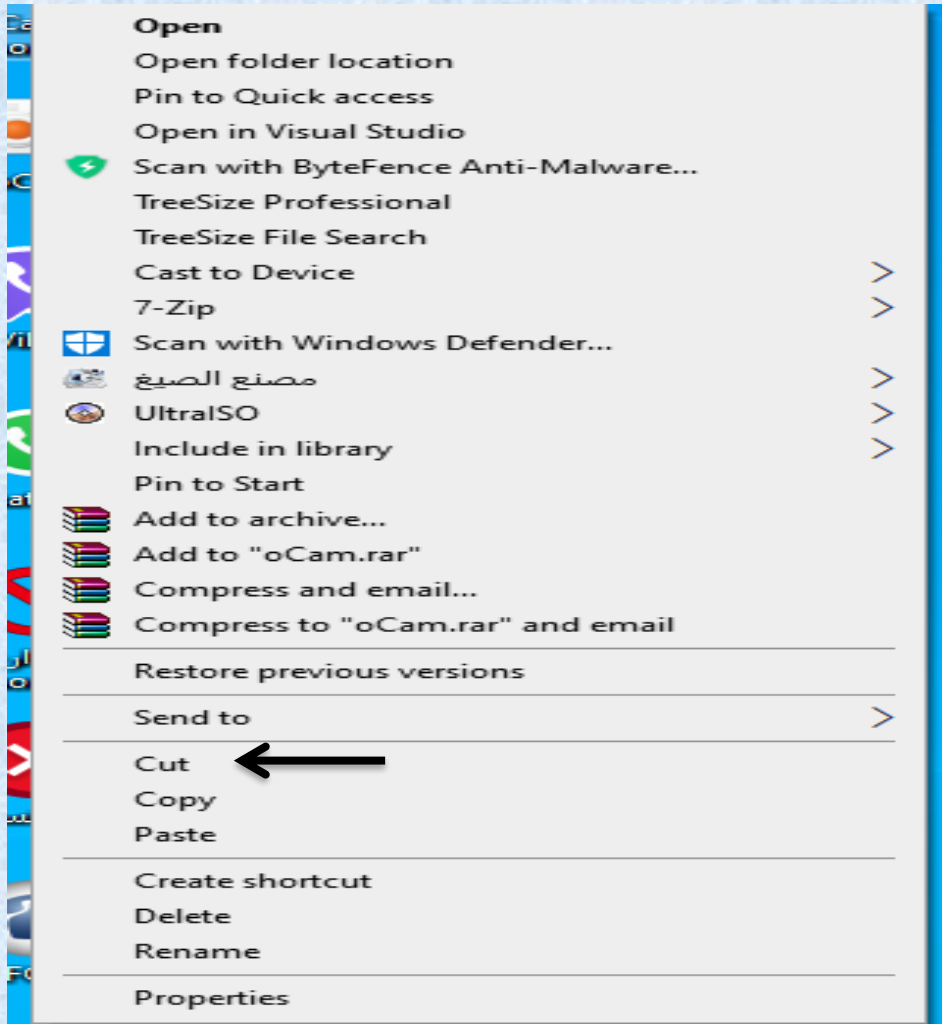 Open
Open folder location
Pin to Quick access
Open in Visual Studio
Scan with ByteFence Anti-Malware...
TreeSize Professional
TreeSize File Search
Cast to Device
7-Zip
Scan with Windows Defender...
مصنع الصيغ
UltraISO
Include in library
Pin to Start
Add to archive...
Add to "oCam.rar"
Compress and email...
Compress to "oCam.rar" and email
Restore previous versions
Send to
Cut
Copy
Paste
Create shortcut
Delete
Rename
Properties